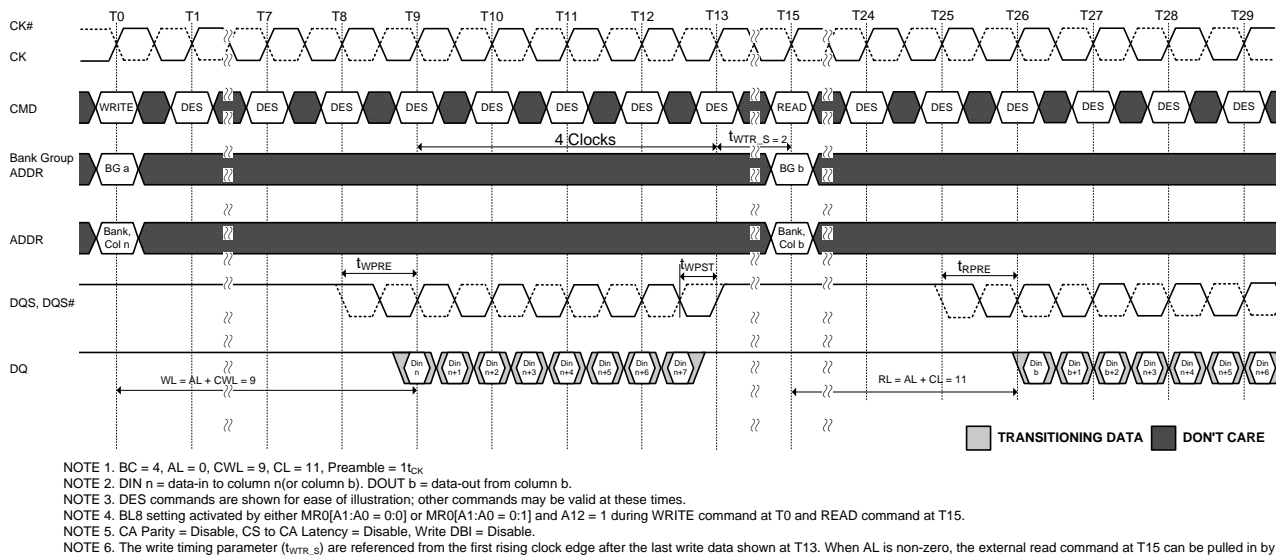 T0 T1 T7 T8 T9 T10 T11 T12 T13 T15 T24 T25 T26 T27 T28 T29
CK#
CK
CMD WRITE DES DES DES DES DES DES DES DES READ DES DES DES DES DES DES
4 Clocks tWTR_S = 2
Bank Group
ADDR BG a BG b
ADDR Bank, Col n Bank, Col b
tWPRE tWPST tRPRE
DQS, DQS#
DQ Din n Din n+1 Din n+2 Din n+3 Din n+4 Din n+5 Din n+6 Din n+7 Din b Din b+1 Din b+2 Din n+3 Din n+4 Din n+5 Din n+6
WL = AL + CWL = 9 RL = AL + CL = 11
TRANSITIONING DATA DON'T CARE
NOTE 1. BC = 4, AL = 0, CWL = 9, CL = 11, Preamble = 1tCK
NOTE 2. DIN n = data-in to column n(or column b). DOUT b = data-out from column b.
NOTE 3. DES commands are shown for ease of illustration; other commands may be valid at these times.
NOTE 4. BL8 setting activated by either MR0[A1:A0 = 0:0] or MR0[A1:A0 = 0:1] and A12 = 1 during WRITE command at T0 and READ command at T15.
NOTE 5. CA Parity = Disable, CS to CA Latency = Disable, Write DBI = Disable.
NOTE 6. The write timing parameter (tWTR_S) are referenced from the first rising clock edge after the last write data shown at T13. When AL is non-zero, the external read command at T15 can be pulled in by